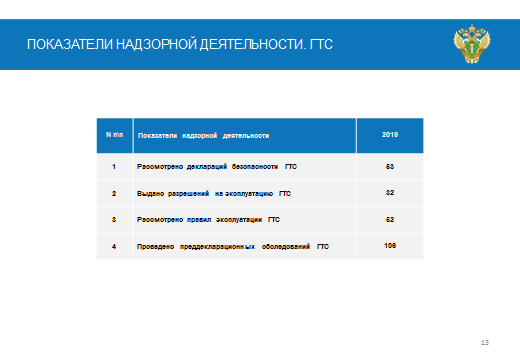 ПОКАЗАТЕЛИ НАДЗОРНОЙ ДЕЯТЕЛЬНОСТИ. ГТС
N п\п Показатели надзорной деятельности 2019
1 Рассмотрено деклараций безопасности ГТС 53
2 Выдано разрешений на эксплуатацию ГТС 32
3 Рассмотрено правил эксплуатации ГТС 52
4 Проведено преддекларационных обследований ГТС 106
13